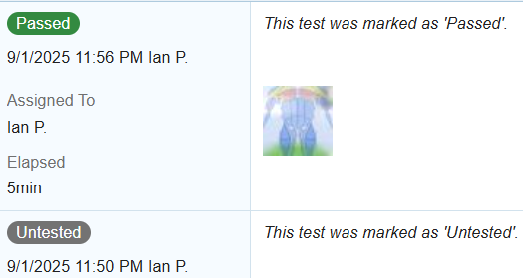 Passed
This test was marked as 'Passed'.
9/1/2025 11:56 PM Ian P.
Assigned To
Ian P.
Elapsed
5min
Untested
This test was marked as 'Untested'.
9/1/2025 11:50 PM Ian P.